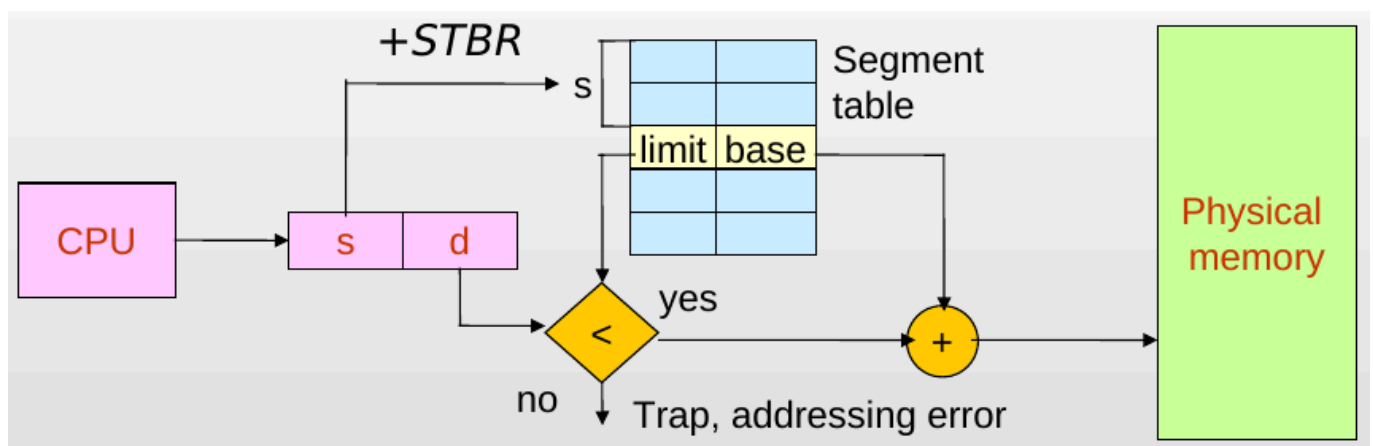 +STBR
s
Segment
table
limit base
CPU
s d
Physical
memory
<
yes
+
no
Trap, addressing error